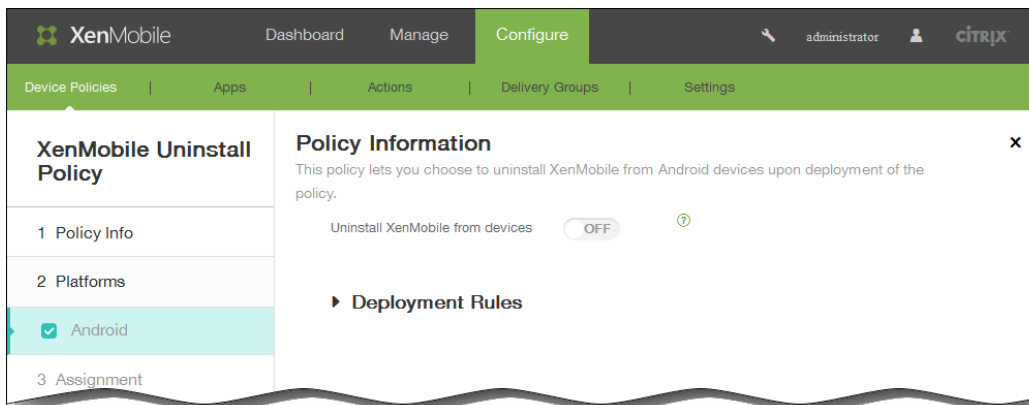 XenMobile Dashboard Manage Configure administrator CİTRIX
Device Policies | Apps | Actions | Delivery Groups | Settings
XenMobile Uninstall
Policy
1 Policy Info
2 Platforms
Android
3 Assignment
Policy Information
This policy lets you choose to uninstall XenMobile from Android devices upon deployment of the
policy.
Uninstall XenMobile from devices OFF ?
Deployment Rules